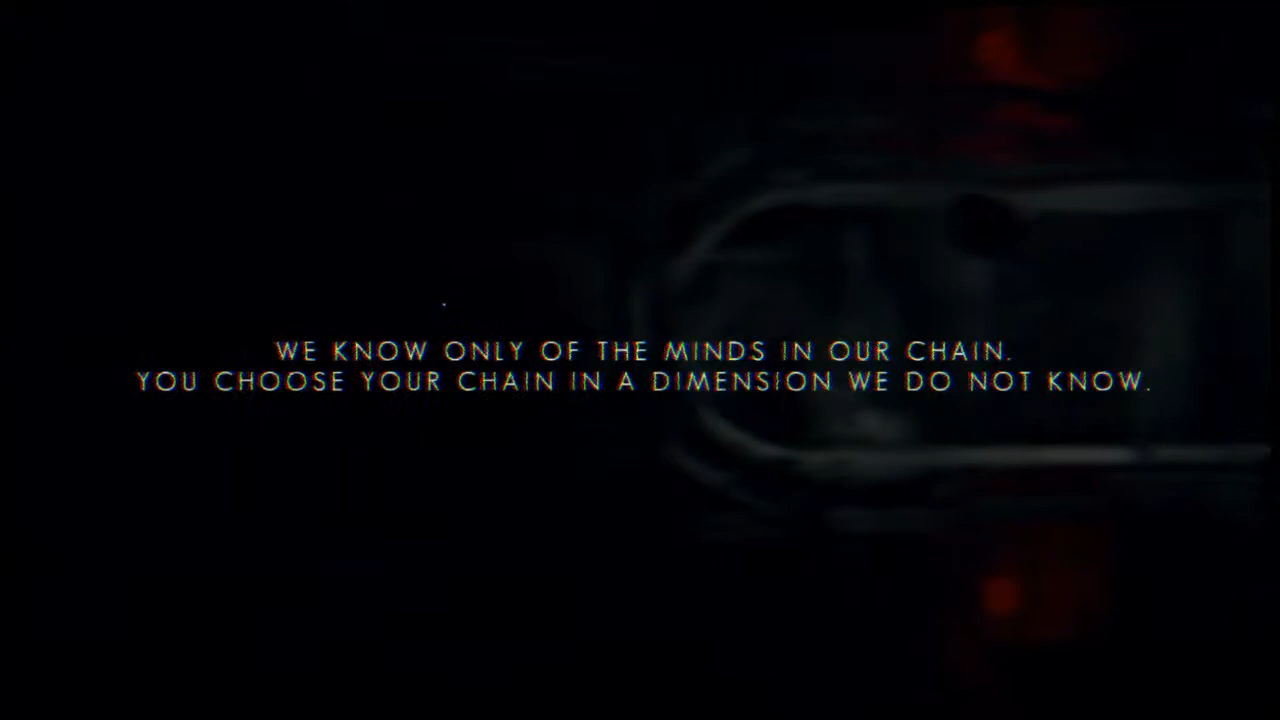 WE KNOW ONLY OF THE MINDS IN OUR CHAIN.
YOU CHOOSE YOUR CHAIN IN A DIMENSION WE DO NOT KNOW.